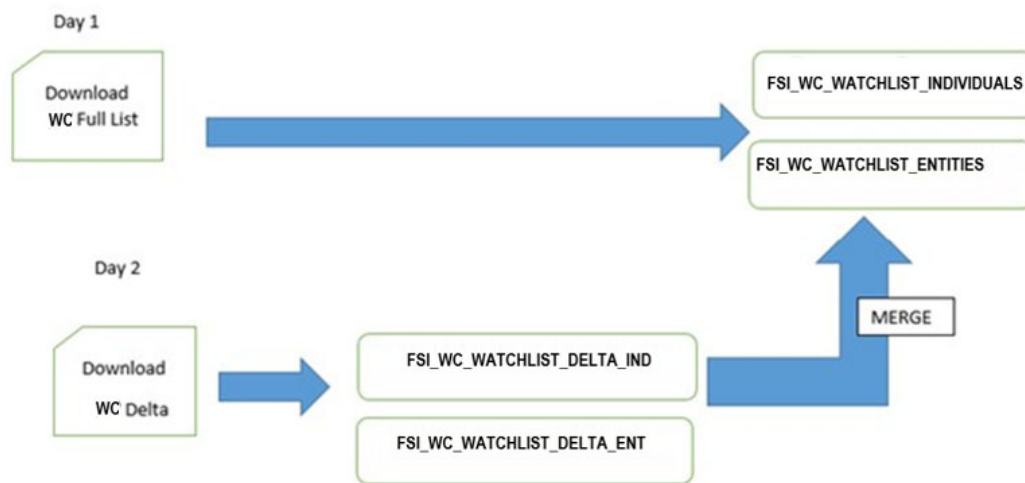 Day 1
Download
WC Full List
FSI_WC_WATCHLIST_INDIVIDUALS
FSI_WC_WATCHLIST_ENTITIES
Day 2
Download
WC Delta
FSI_WC_WATCHLIST_DELTA_IND
FSI_WC_WATCHLIST_DELTA_ENT
MERGE